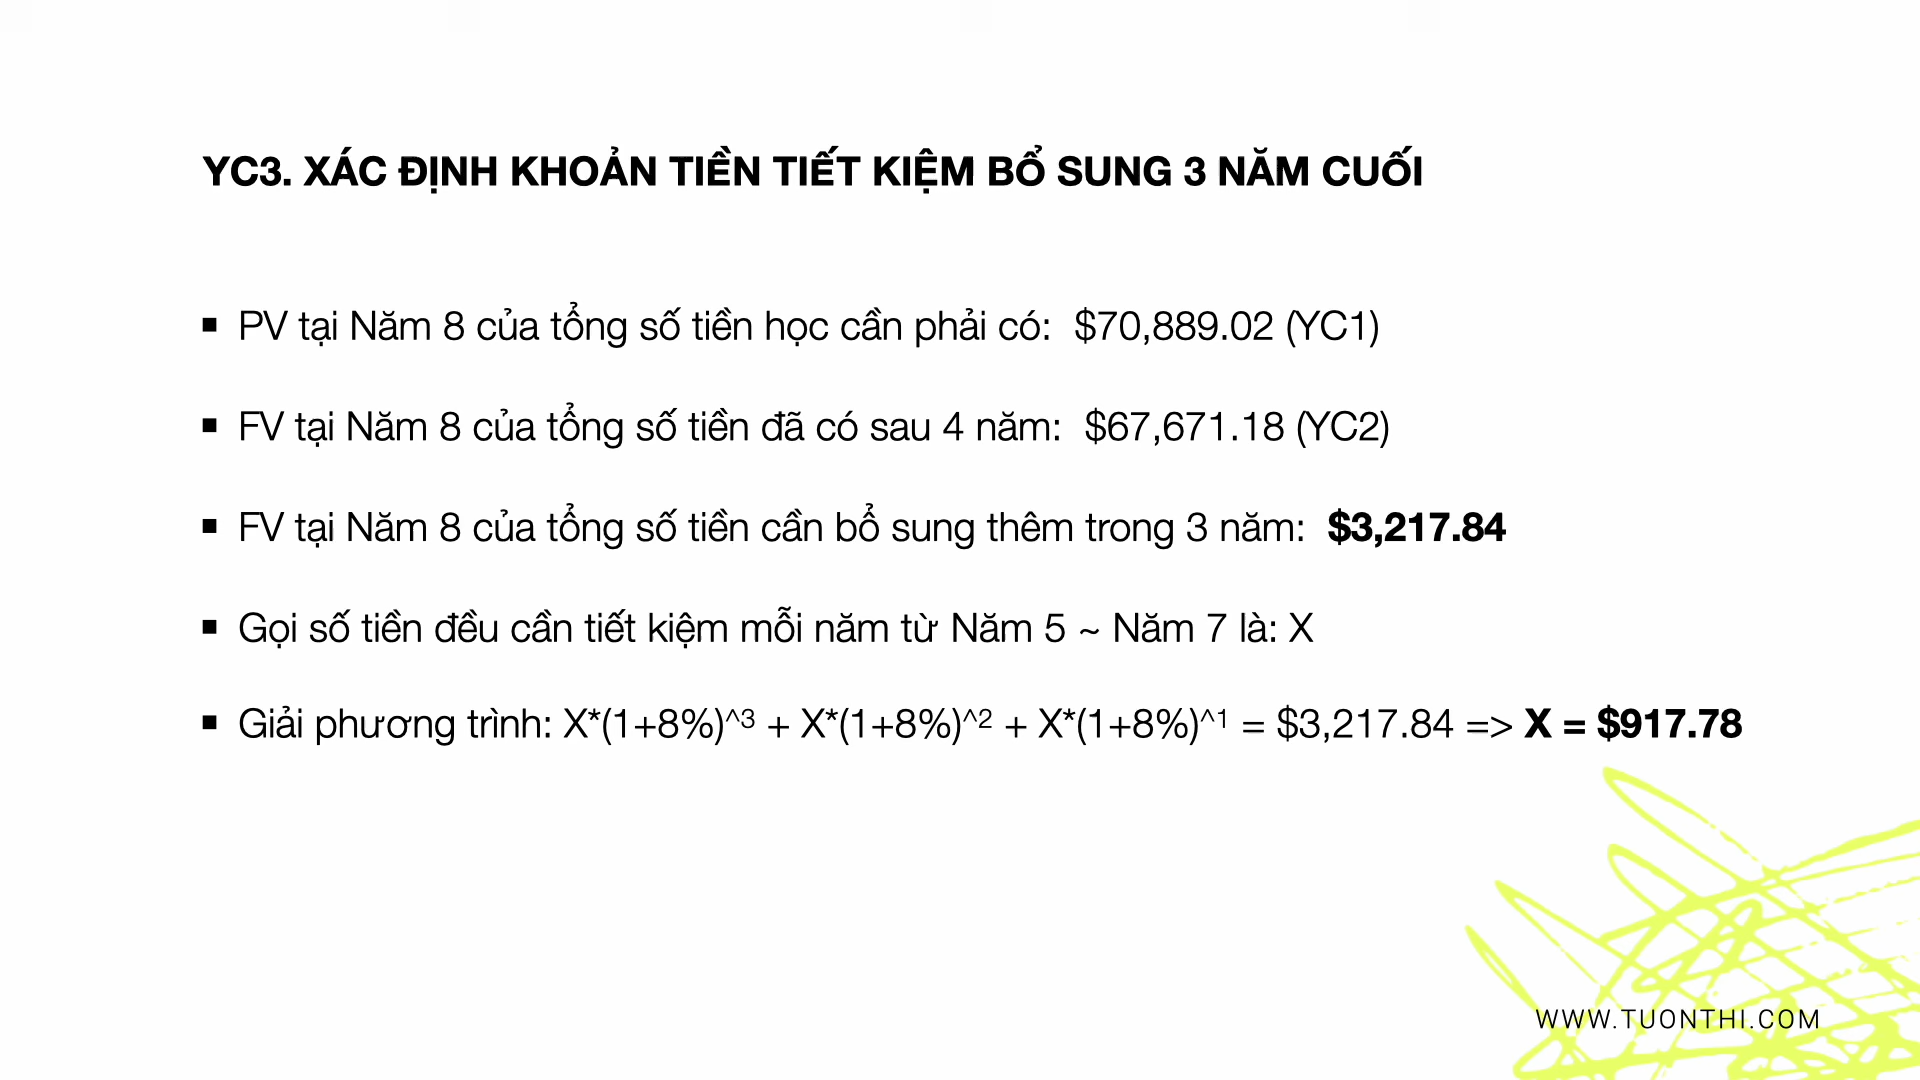 YC3. XÁC ĐỊNH KHOẢN TIỀN TIẾT KIỆM BỔ SUNG 3 NĂM CUỐI
▪ PV tại Năm 8 của tổng số tiền học cần phải có: $70,889.02 (YC1)
▪ FV tại Năm 8 của tổng số tiền đã có sau 4 năm: $67,671.18 (YC2)
▪ FV tại Năm 8 của tổng số tiền cần bổ sung thêm trong 3 năm: $3,217.84
▪ Gọi số tiền đều cần tiết kiệm mỗi năm từ Năm 5 ~ Năm 7 là: X
▪ Giải phương trình: X*(1+8%)^3 + X*(1+8%)^2 + X*(1+8%)^1 = $3,217.84 => X = $917.78
WWW.TUONTHI.COM